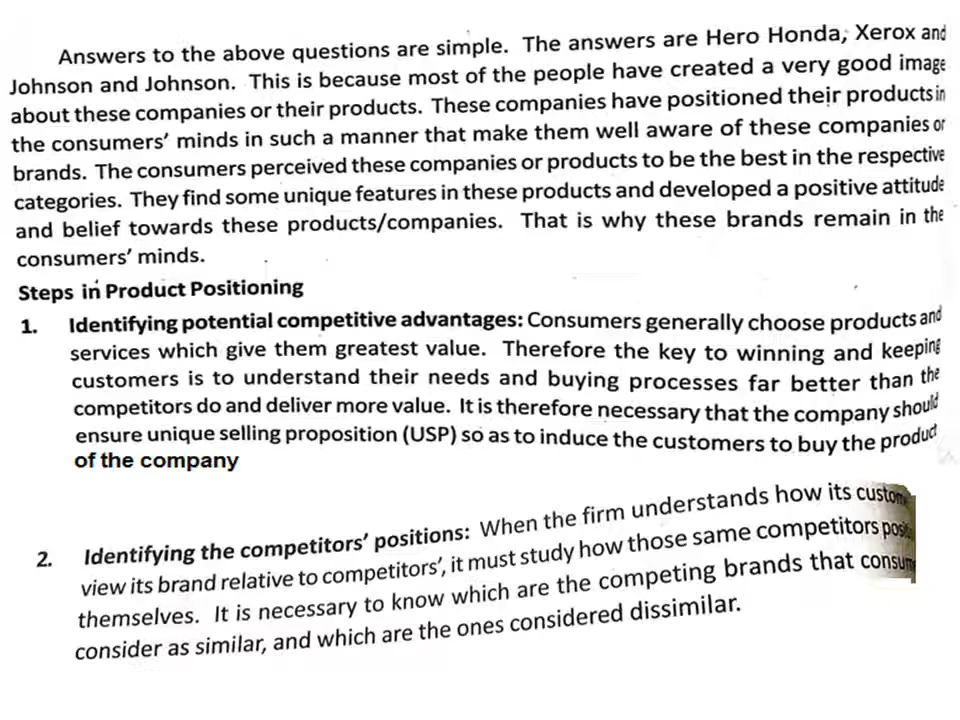 Answers to the above questions are simple. The answers are Hero Honda, Xerox and
Johnson and Johnson. This is because most of the people have created a very good image
about these companies or their products. These companies have positioned their products in
the consumers' minds in such a manner that make them well aware of these companies or
brands. The consumers perceived these companies or products to be the best in the respective
categories. They find some unique features in these products and developed a positive attitude
and belief towards these products/companies. That is why these brands remain in the
consumers' minds.
Steps in Product Positioning
1. Identifying potential competitive advantages: Consumers generally choose products and
services which give them greatest value. Therefore the key to winning and keeping
customers is to understand their needs and buying processes far better than the
competitors do and deliver more value. It is therefore necessary that the company should
ensure unique selling proposition (USP) so as to induce the customers to buy the product
of the company
2. Identifying the competitors' positions: When the firm understands how its
view its brand relative to competitors', it must study how those same competitors
themselves. It is necessary to know which are the competing brands that
consider as similar, and which are the ones considered dissimilar.